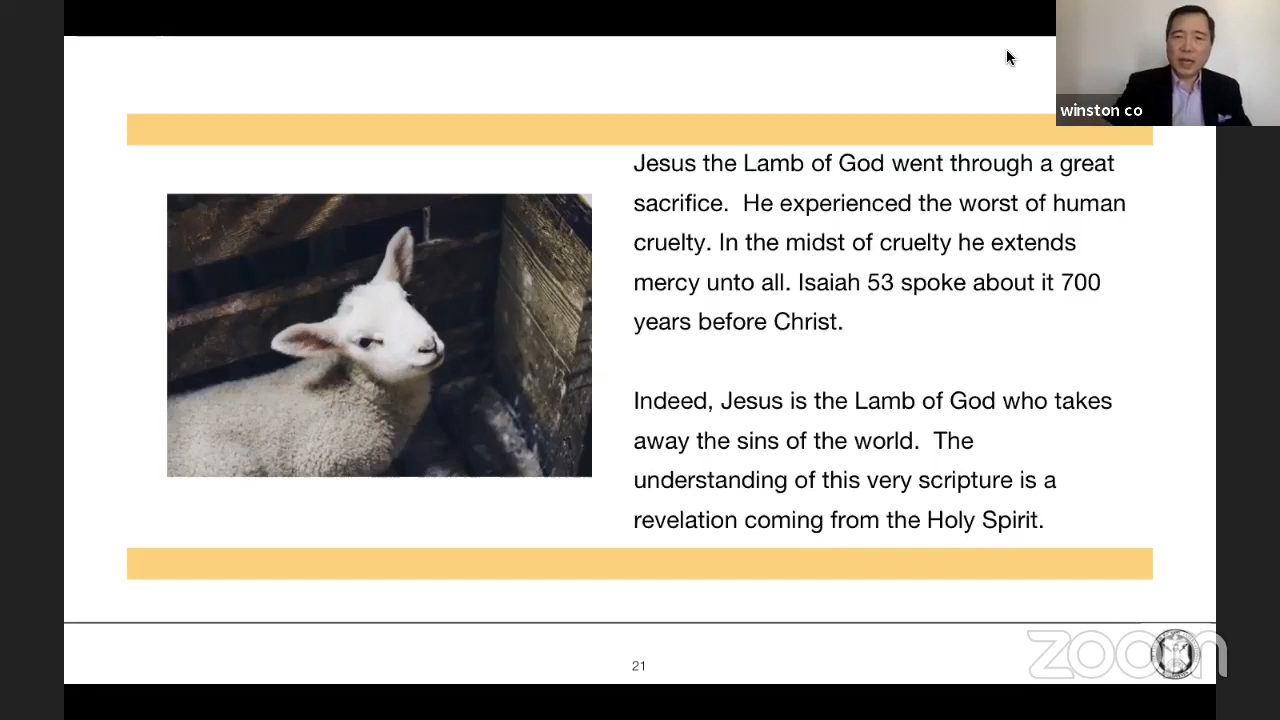 winston co
Jesus the Lamb of God went through a great
sacrifice.  He experienced the worst of human
cruelty. In the midst of cruelty he extends
mercy unto all. Isaiah 53 spoke about it 700
years before Christ.
Indeed, Jesus is the Lamb of God who takes
away the sins of the world.  The
understanding of this very scripture is a
revelation coming from the Holy Spirit.
21
zoom